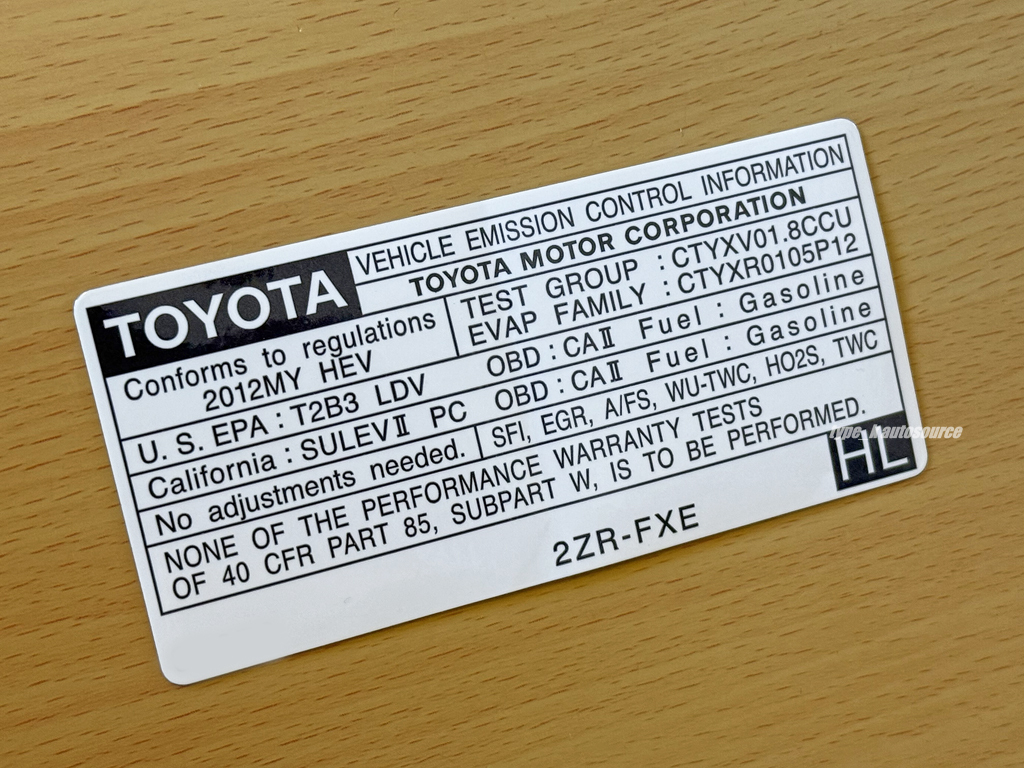 TOYOTA
VEHICLE EMISSION CONTROL INFORMATION
TOYOTA MOTOR CORPORATION
Conforms to regulations
2012MY HEV
TEST GROUP : CTYXV01.8CCU
EVAP FAMILY : CTYXR0105P12
U.S. EPA : T2B3 LDV OBD : CAⅡ Fuel : Gasoline
California : SULEVⅡ PC OBD : CAⅡ Fuel : Gasoline
No adjustments needed. SFI, EGR, A/FS, WU-TWC, HO2S, TWC
NONE OF THE PERFORMANCE WARRANTY TESTS
OF 40 CFR PART 85, SUBPART W, IS TO BE PERFORMED.
HL
2ZR-FXE